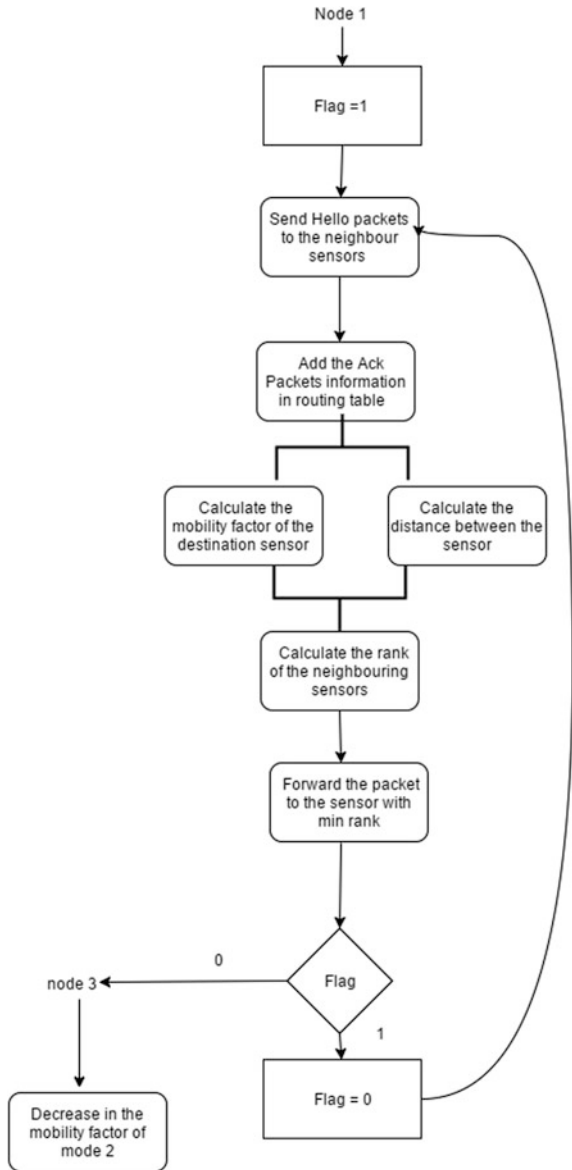 Node 1
Flag =1
Send Hello packets
to the neighbour
sensors
Add the Ack
Packets information
in routing table
Calculate the
mobility factor of the
destination sensor
Calculate the
distance between the
sensor
Calculate the rank
of the neighbouring
sensors
Forward the packet
to the sensor with
min rank
Flag
0
node 3
1
Flag = 0
Decrease in the
mobility factor of
mode 2